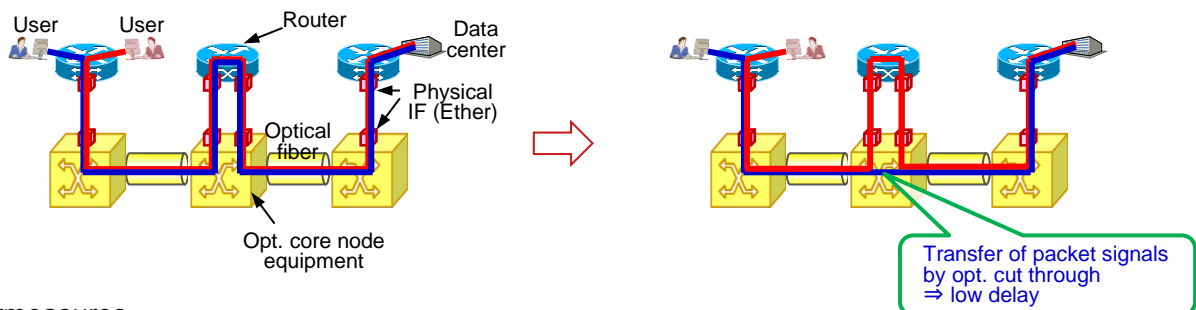 User
User
Router
Data
center
Physical
IF (Ether)
Optical
fiber
Opt. core node
equipment
Transfer of packet signals
by opt. cut through
⇒ low delay